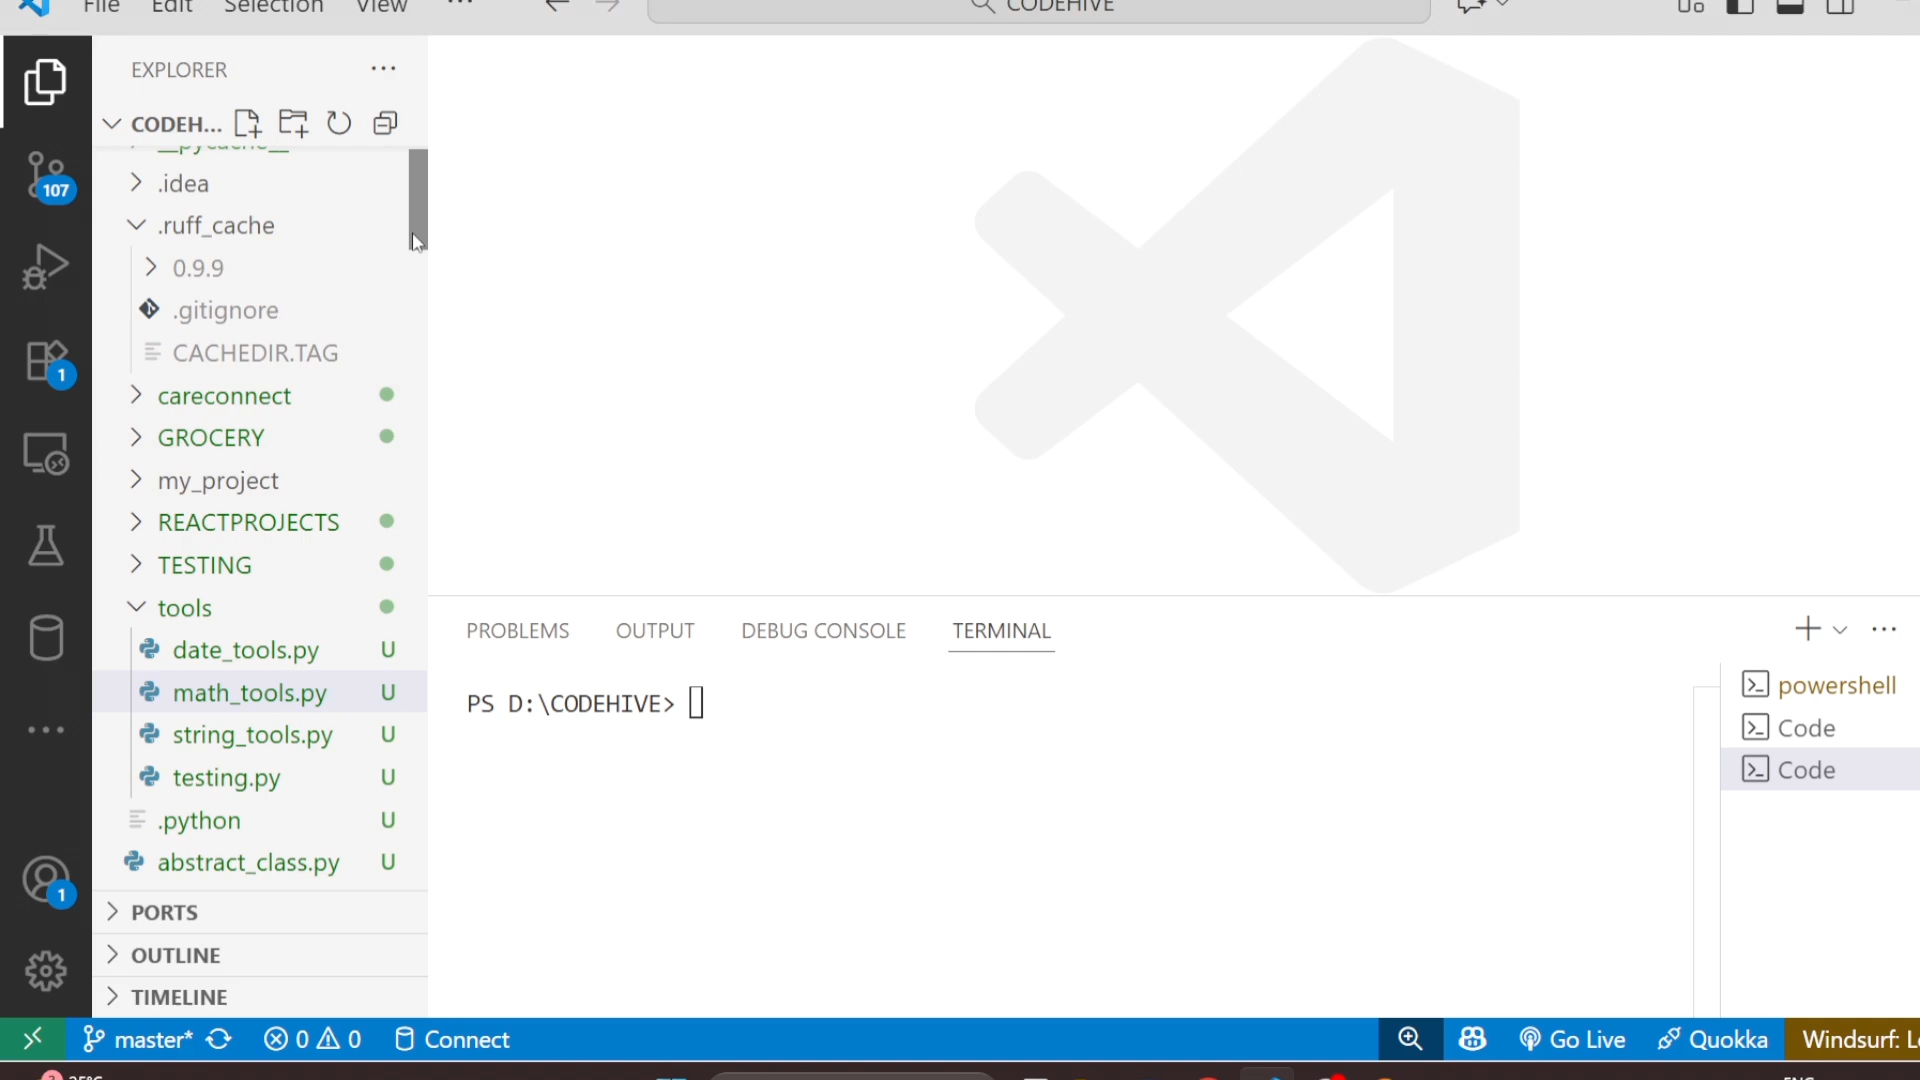 File Edit Selection View ...
CODEHIVE
EXPLORER
CODEH...
__pycache__
.idea
.ruff_cache
0.9.9
.gitignore
CACHEDIR.TAG
careconnect
GROCERY
my_project
REACTPROJECTS
TESTING
tools
date_tools.py U
math_tools.py U
string_tools.py U
testing.py U
.python U
abstract_class.py U
PORTS
OUTLINE
TIMELINE
107
1
1
PROBLEMS OUTPUT DEBUG CONSOLE TERMINAL
PS D:\CODEHIVE>
powershell
Code
Code
master* 0 0 Connect Go Live Quokka Windsurf: